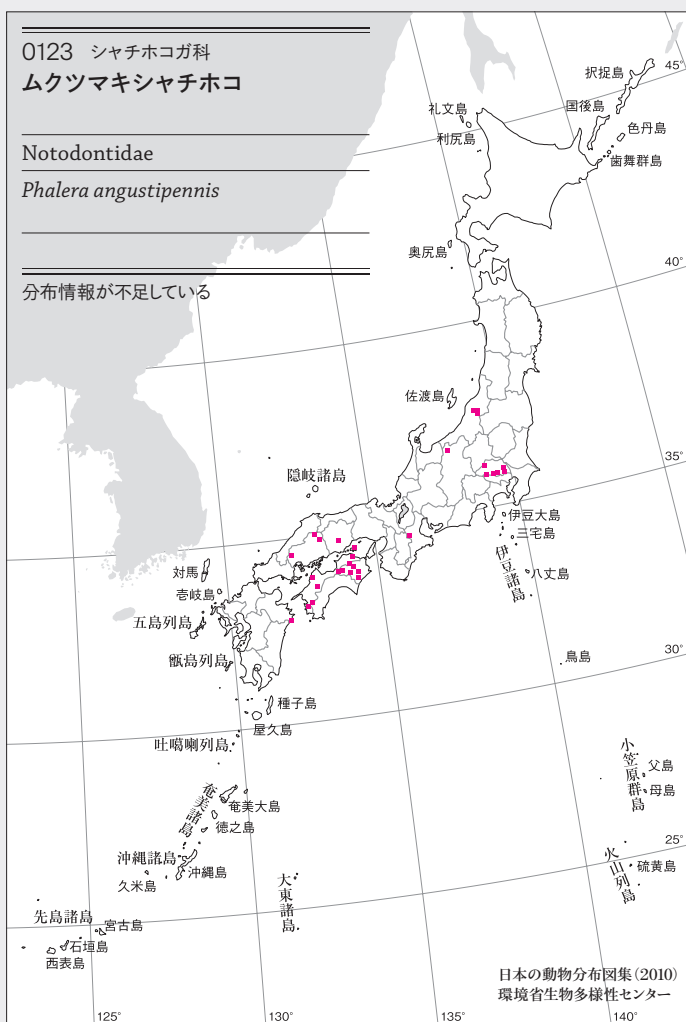 0123 シャチホコガ科
ムクツマキシャチホコ
Notodontidae
Phalera angustipennis
分布情報が不足している
択捉島
45°
国後島
礼文島
色丹島
利尻島
歯舞群島
奥尻島
40°
佐渡島
35°
隠岐諸島
伊豆大島
三宅島
伊豆諸島
八丈島
対馬
壱岐島
五島列島
甑島列島
鳥島
30°
種子島
屋久島
吐噶喇列島
小笠原群島
父島
母島
奄美諸島
奄美大島
徳之島
25°
沖縄諸島
沖縄島
久米島
火山列島
硫黄島
大東諸島
先島諸島
宮古島
石垣島
西表島
日本の動物分布図集(2010)
環境省生物多様性センター
125°
130°
135°
140°